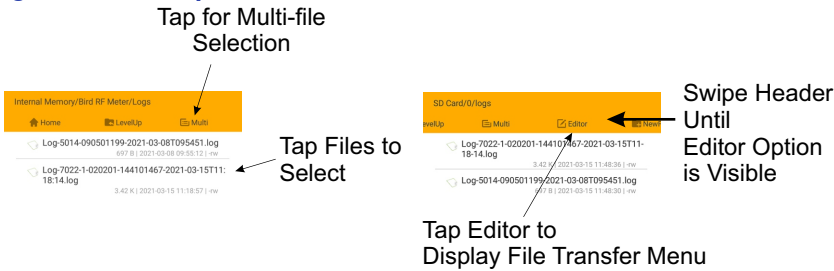 Tap for Multi-file
Selection
Internal Memory/Bird RF Meter/Logs
Home LevelUp Multi
Log-5014-090501199-2021-03-08T095451.log
697 B | 2021-03-08 09:55:12 | -rw
Log-7022-1-020201-144101467-2021-03-15T11:
18:14.log
3.42 K | 2021-03-15 11:18:57 | -rw
Tap Files to
Select
SD Card/0/logs
evelUp Multi Editor New
Log-7022-1-020201-144101467-2021-03-15T11-
18-14.log
3.42 K | 2021-03-15 11:48:36 | -rw
Log-5014-090501199-2021-03-08T095451.log
697 B | 2021-03-15 11:48:30 | -rw
Swipe Header
Until
Editor Option
is Visible
Tap Editor to
Display File Transfer Menu